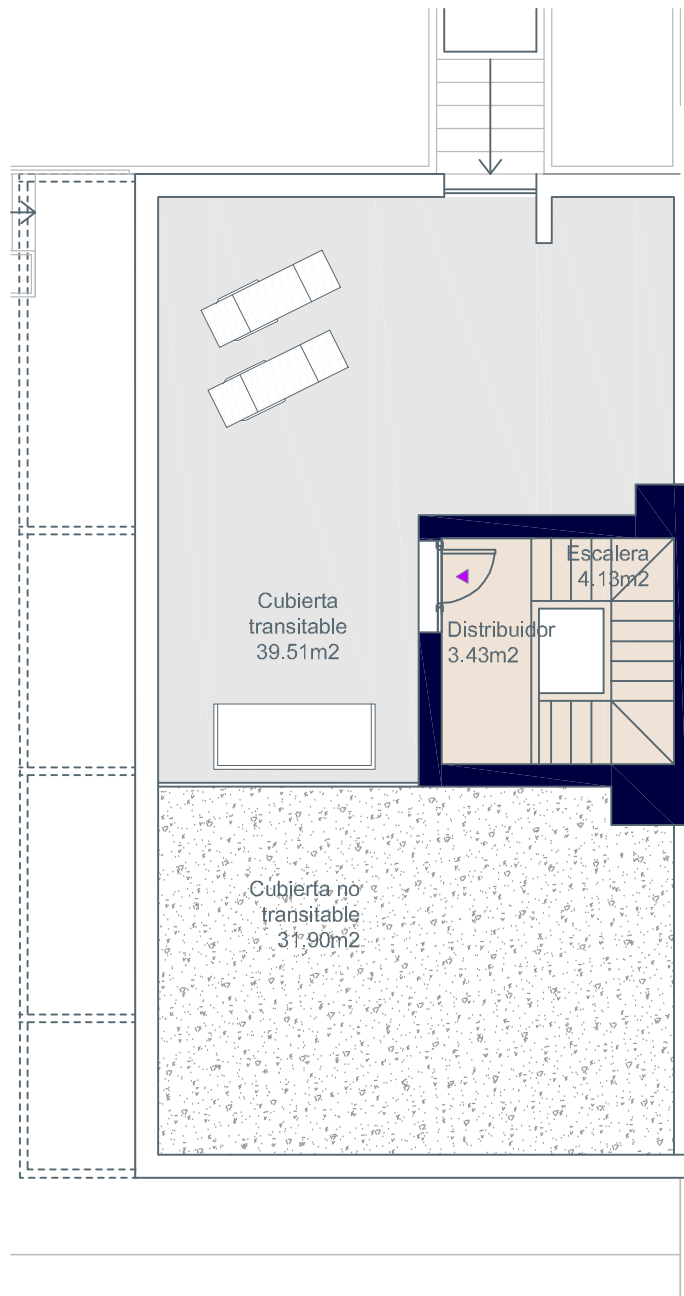 Escalera
4.13m2
Cubierta
transitable
39.51m2
Distribuidor
3.43m2
Cubierta no
transitable
31.90m2